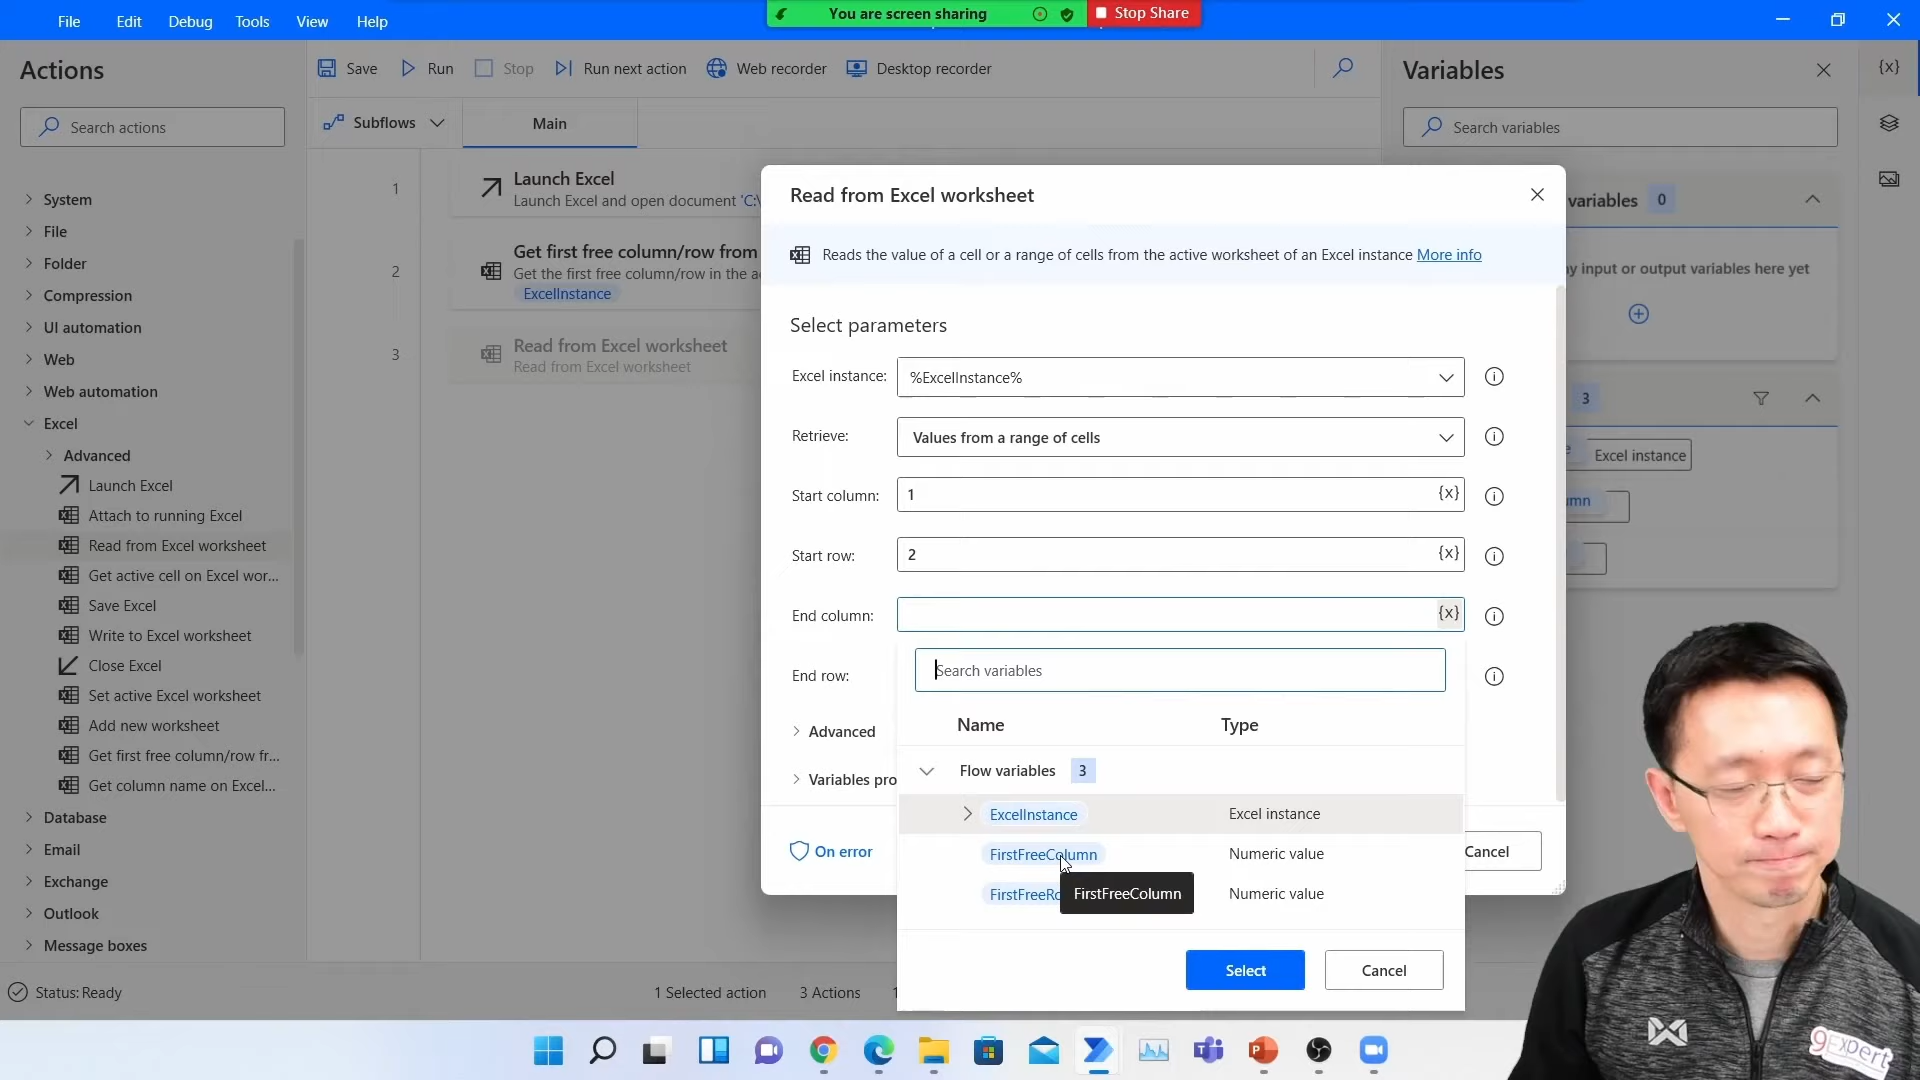 File Edit Debug Tools View Help
You are screen sharing
Stop Share
Actions
Search actions
System
File
Folder
Compression
UI automation
Web
Web automation
Excel
Advanced
Launch Excel
Attach to running Excel
Read from Excel worksheet
Get active cell on Excel wor...
Save Excel
Write to Excel worksheet
Close Excel
Set active Excel worksheet
Add new worksheet
Get first free column/row fr...
Get column name on Excel...
Database
Email
Exchange
Outlook
Message boxes
Save Run Stop Run next action Web recorder Desktop recorder
Subflows
Main
1
Launch Excel
Launch Excel and open document 'C:\
2
Get first free column/row from
Get the first free column/row in the a
ExcelInstance
3
Read from Excel worksheet
Read from Excel worksheet
Read from Excel worksheet
Reads the value of a cell or a range of cells from the active worksheet of an Excel instance More info
Select parameters
Excel instance: %ExcelInstance%
Retrieve: Values from a range of cells
Start column: 1 {x}
Start row: 2 {x}
End column: {x}
End row:
Advanced
Variables pro
On error
Cancel
Search variables
Name Type
Flow variables 3
ExcelInstance Excel instance
FirstFreeColumn Numeric value
FirstFreeRo Numeric value
FirstFreeColumn
Select Cancel
Variables
{x}
Search variables
variables 0
y input or output variables here yet
3
e Excel instance
mn
Status: Ready
1 Selected action 3 Actions 1
9Expert